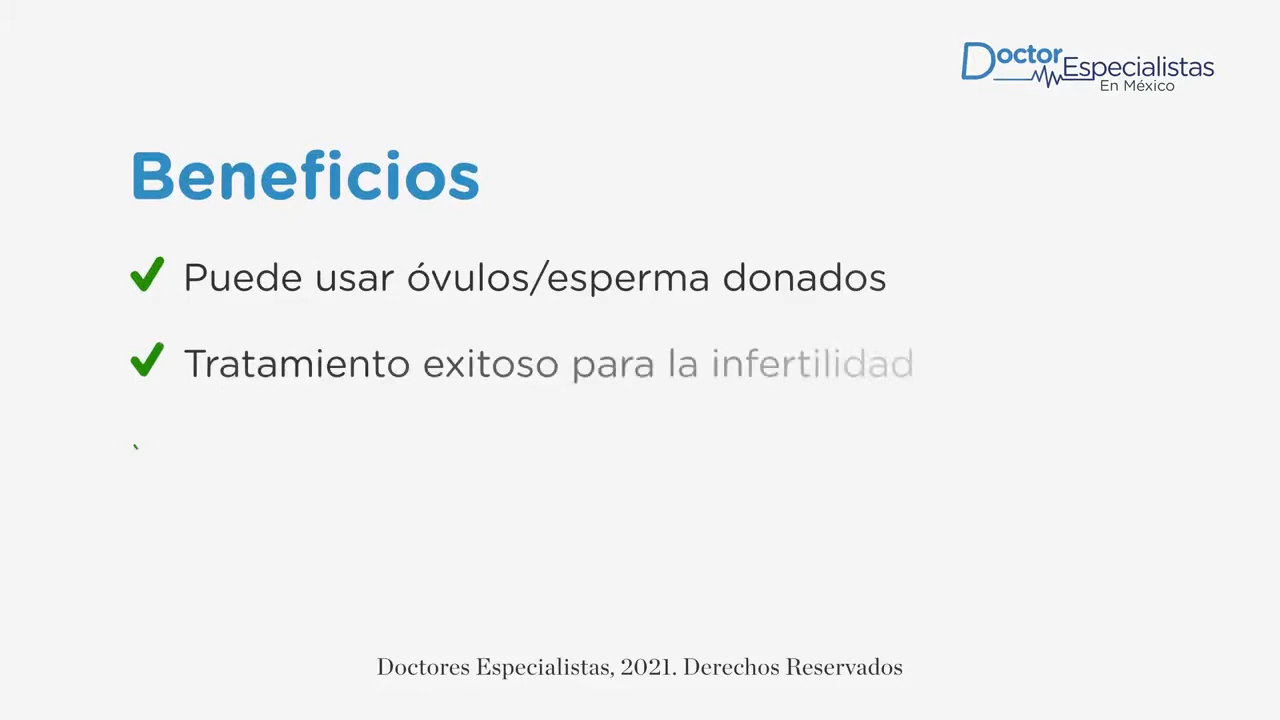 Doctor Especialistas
En México
Beneficios
Puede usar óvulos/esperma donados
Tratamiento exitoso para la infertilidad
Doctores Especialistas, 2021. Derechos Reservados